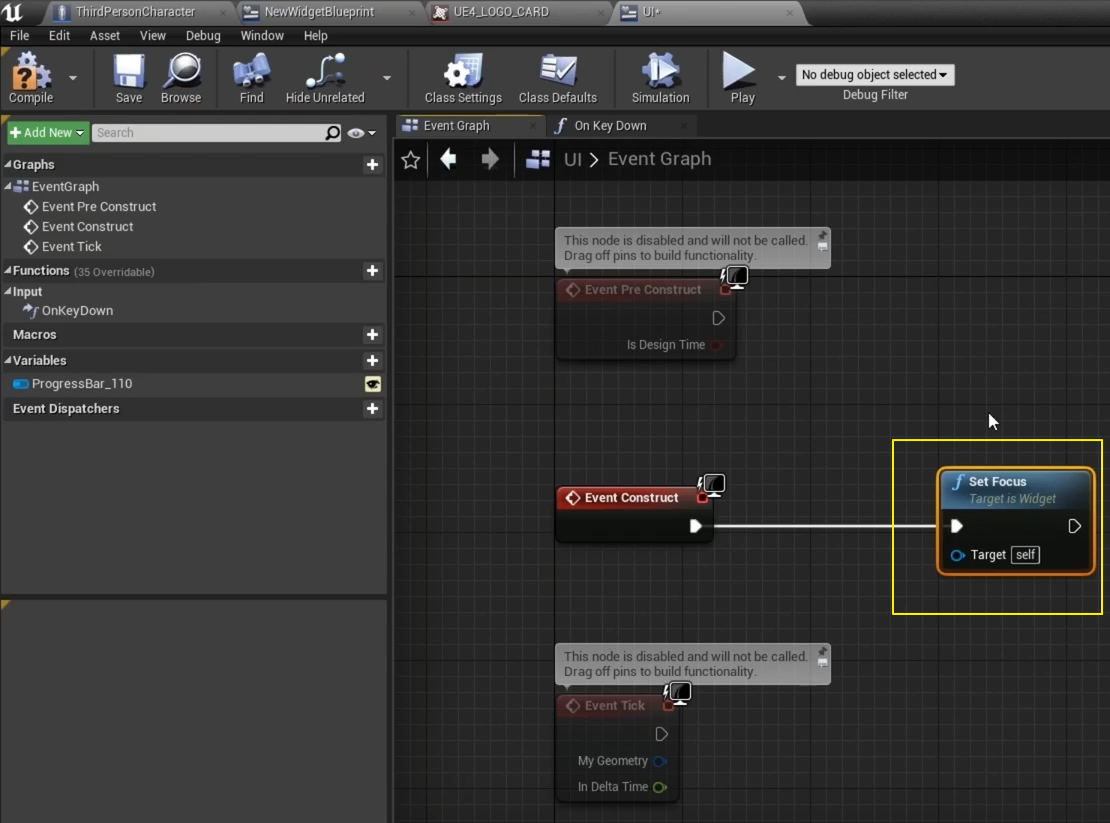 ThirdPersonCharacter
NewWidgetBlueprint
UE4_LOGO_CARD
UI*
File Edit Asset View Debug Window Help
Compile
Save
Browse
Find
Hide Unrelated
Class Settings
Class Defaults
Simulation
Play
No debug object selected
Debug Filter
Add New
Search
Event Graph
On Key Down
UI > Event Graph
Graphs
EventGraph
Event Pre Construct
Event Construct
Event Tick
Functions (35 Overridable)
Input
OnKeyDown
Macros
Variables
ProgressBar_110
Event Dispatchers
This node is disabled and will not be called.
Drag off pins to build functionality.
Event Pre Construct
Is Design Time
Event Construct
Set Focus
Target is Widget
Target self
This node is disabled and will not be called.
Drag off pins to build functionality.
Event Tick
My Geometry
In Delta Time